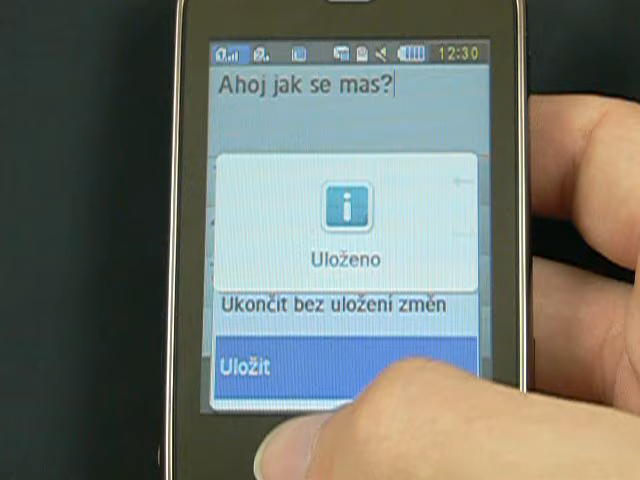 12:30
Ahoj jak se mas?
Uloženo
Ukončit bez uložení změn
Uložit